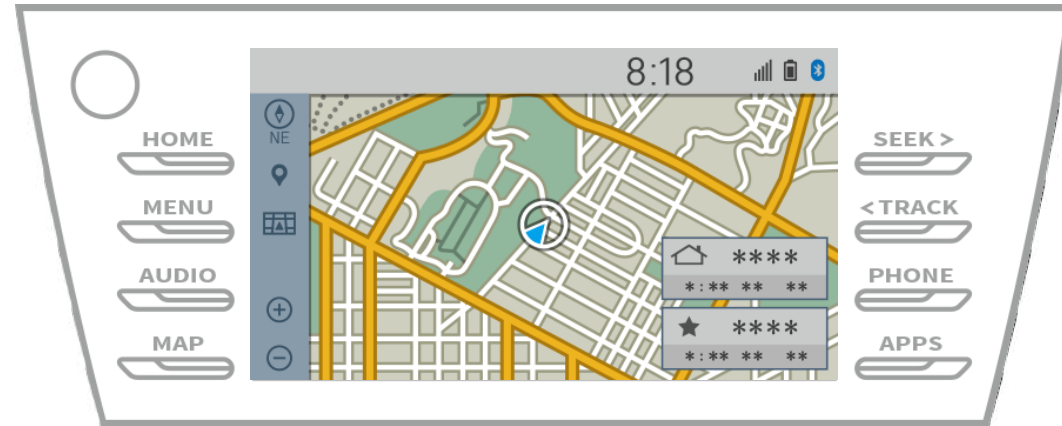 8:18
NE
HOME
MENU
AUDIO
MAP
SEEK >
< TRACK
PHONE
APPS
****
*:** ** **
****
*:** ** **